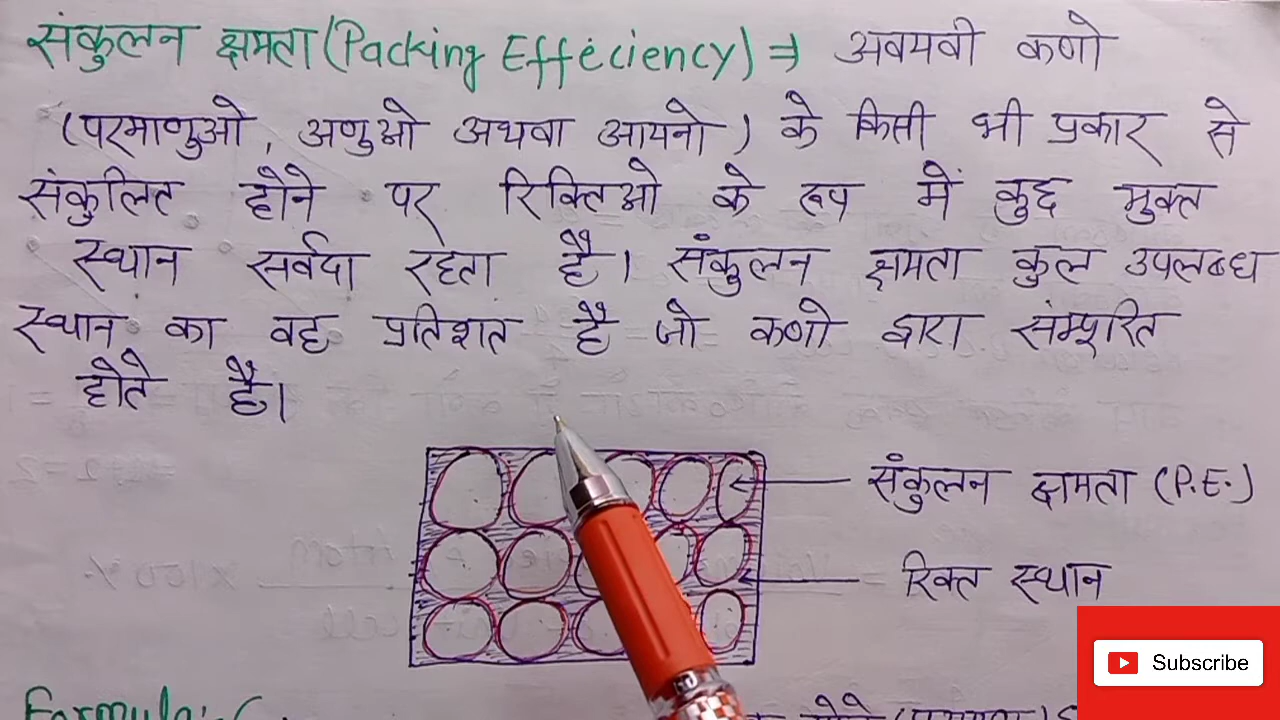 संकुलन क्षमता (Packing Effeciency) ⇒ अवयवी कणो
(परमाणुओ, अणुओ अथवा आयनो) के किसी भी प्रकार से
संकुलित होने पर रिक्तिओ के रूप में कुछ मुक्त
स्थान सर्वदा रहता है। संकुलन क्षमता कुल उपलब्ध
स्थान का वह प्रतिशत है जो कणो द्वारा संम्पूरित
होते है।
संकुलन क्षमता (P.E.)
रिक्त स्थान
Subscribe
Formula:-